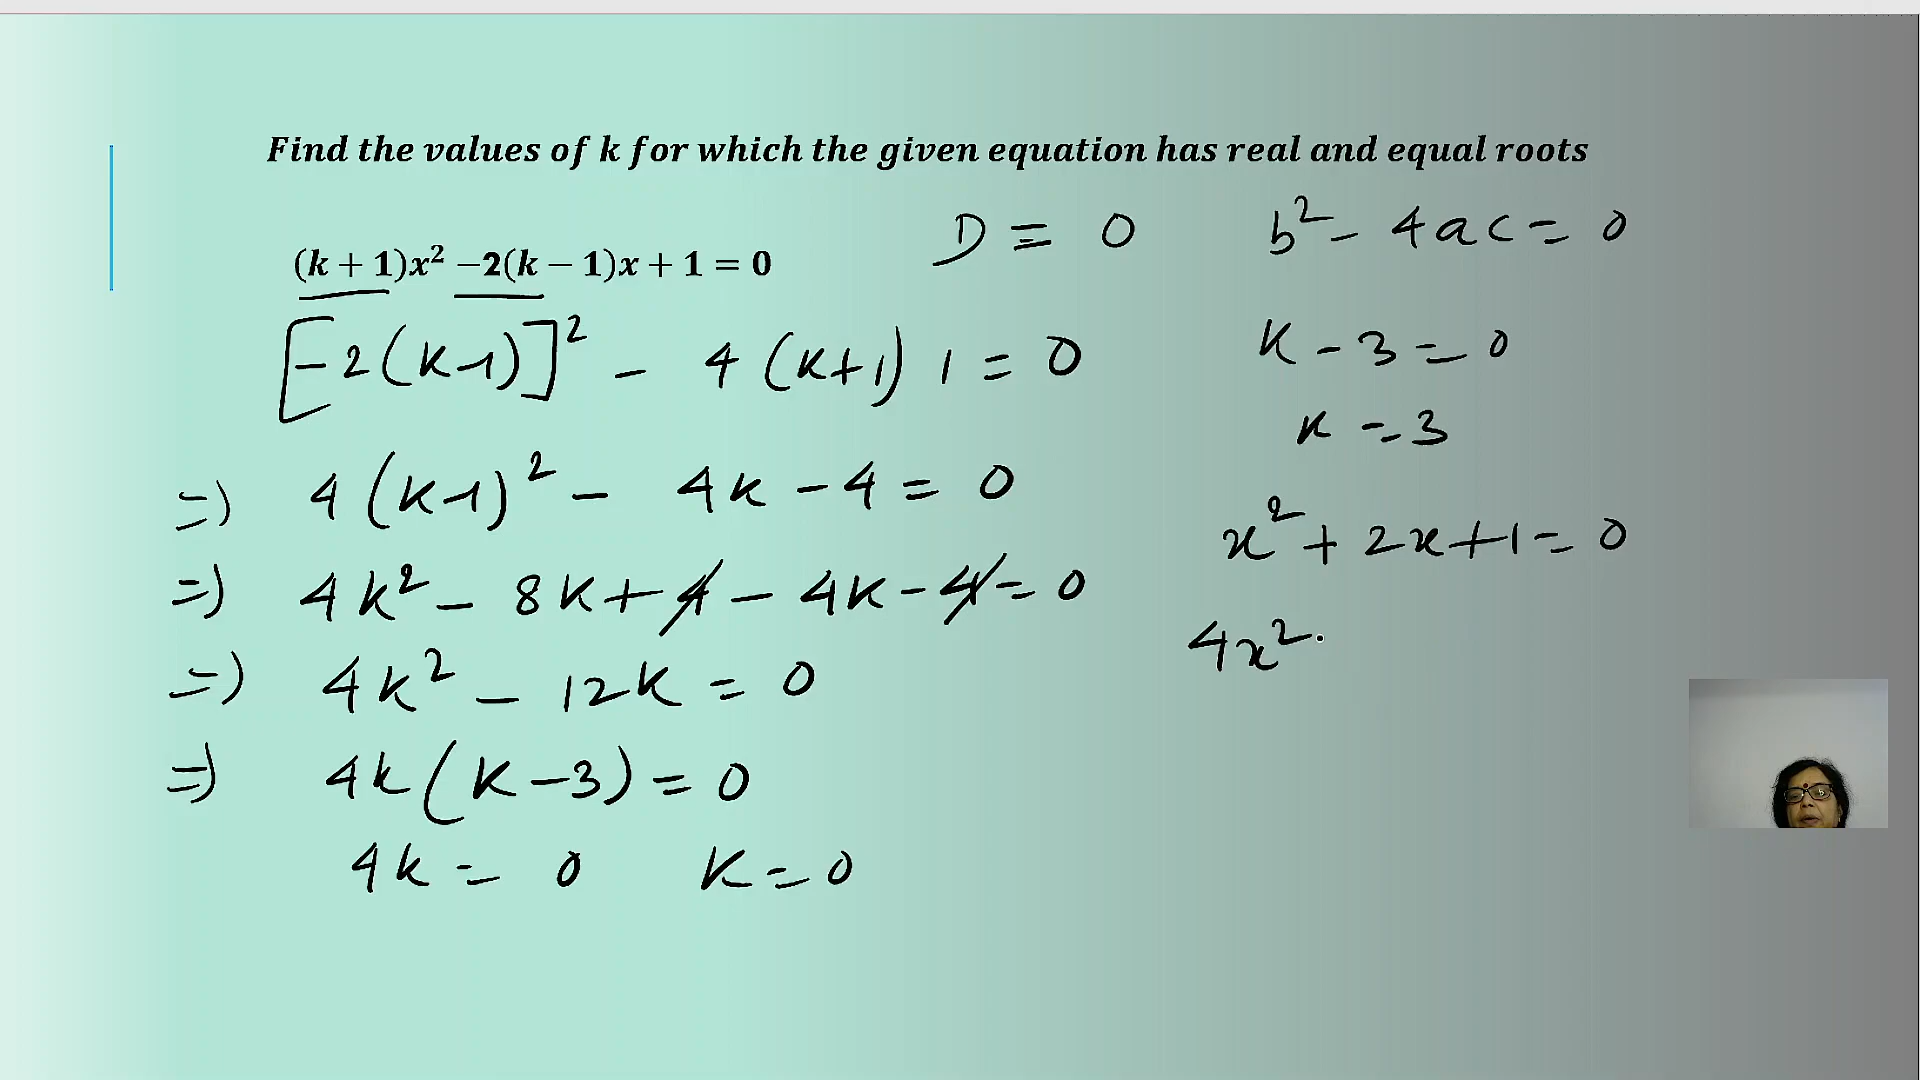 Find the values of k for which the given equation has real and equal roots
(k + 1)x² −2(k − 1)x + 1 = 0
D = 0
b² - 4ac = 0
[-2(k-1)]² - 4(k+1) 1 = 0
=) 4(k-1)² - 4k - 4 = 0
=) 4k² - 8k + 4 - 4k - 4 = 0
=) 4k² - 12k = 0
=) 4k(k-3) = 0
4k = 0 k = 0
k - 3 = 0
k = 3
x² + 2x + 1 = 0
4x²